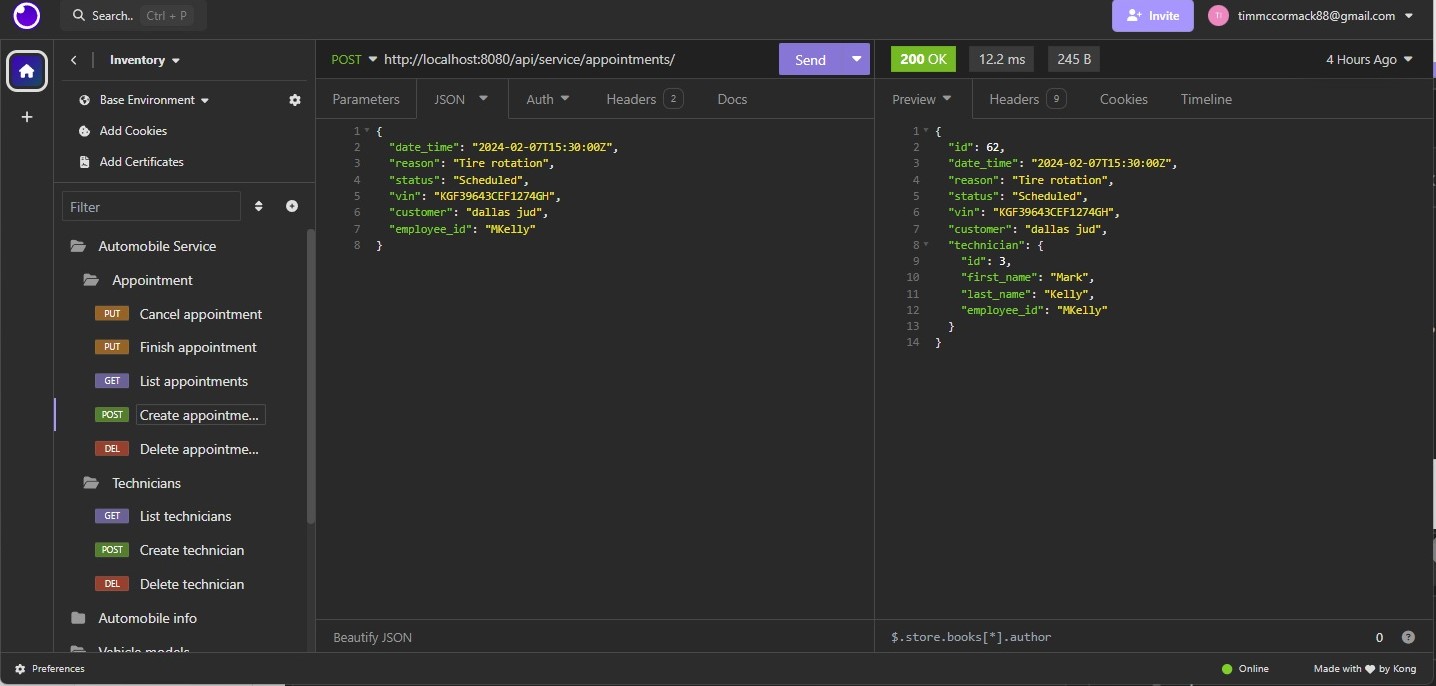 Search.. Ctrl + P
Invite
TI
timmccormack88@gmail.com
Inventory
Base Environment
Add Cookies
Add Certificates
Filter
Automobile Service
Appointment
PUT Cancel appointment
PUT Finish appointment
GET List appointments
POST Create appointme...
DEL Delete appointme...
Technicians
GET List technicians
POST Create technician
DEL Delete technician
Automobile info
Vehicle models
POST http://localhost:8080/api/service/appointments/ Send
Parameters JSON Auth Headers 2 Docs
1 {
2 "date_time": "2024-02-07T15:30:00Z",
3 "reason": "Tire rotation",
4 "status": "Scheduled",
5 "vin": "KGF39643CEF1274GH",
6 "customer": "dallas jud",
7 "employee_id": "MKelly"
8 }
Beautify JSON
200 OK 12.2 ms 245 B 4 Hours Ago
Preview Headers 9 Cookies Timeline
1 {
2 "id": 62,
3 "date_time": "2024-02-07T15:30:00Z",
4 "reason": "Tire rotation",
5 "status": "Scheduled",
6 "vin": "KGF39643CEF1274GH",
7 "customer": "dallas jud",
8 "technician": {
9 "id": 3,
10 "first_name": "Mark",
11 "last_name": "Kelly",
12 "employee_id": "MKelly"
13 }
14 }
$.store.books[*].author 0 ?
Preferences
Online
Made with ❤ by Kong